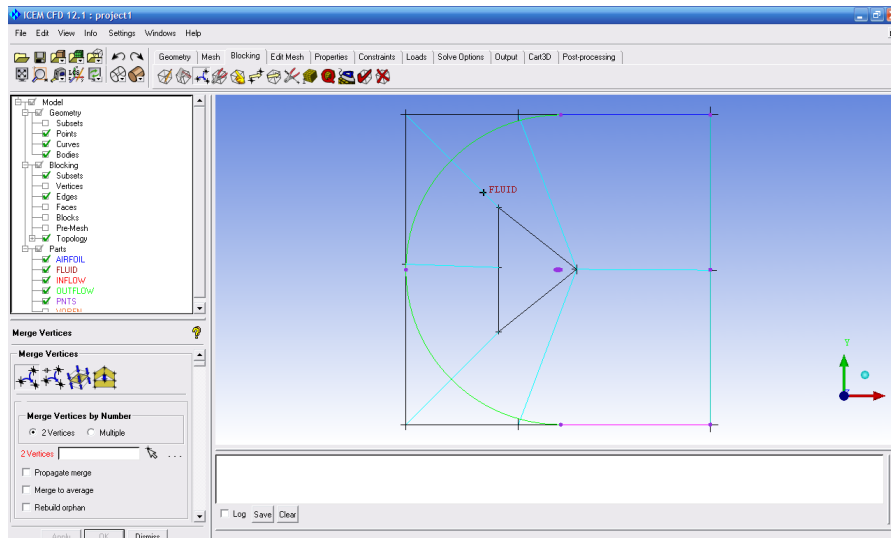 ICEM CFD 12.1 : project1
File Edit View Info Settings Windows Help
Geometry Mesh Blocking Edit Mesh Properties Constraints Loads Solve Options Output Cart3D Post-processing
Model
Geometry
Subsets
Points
Curves
Bodies
Blocking
Subsets
Vertices
Edges
Faces
Blocks
Pre-Mesh
Topology
Parts
AIRFOIL
FLUID
INFLOW
OUTFLOW
PNTS
Merge Vertices
Merge Vertices
Merge Vertices by Number
2 Vertices Multiple
2 Vertices ...
Propagate merge
Merge to average
Rebuild orphan
Apply OK Dismiss
FLUID
y
Log Save Clear